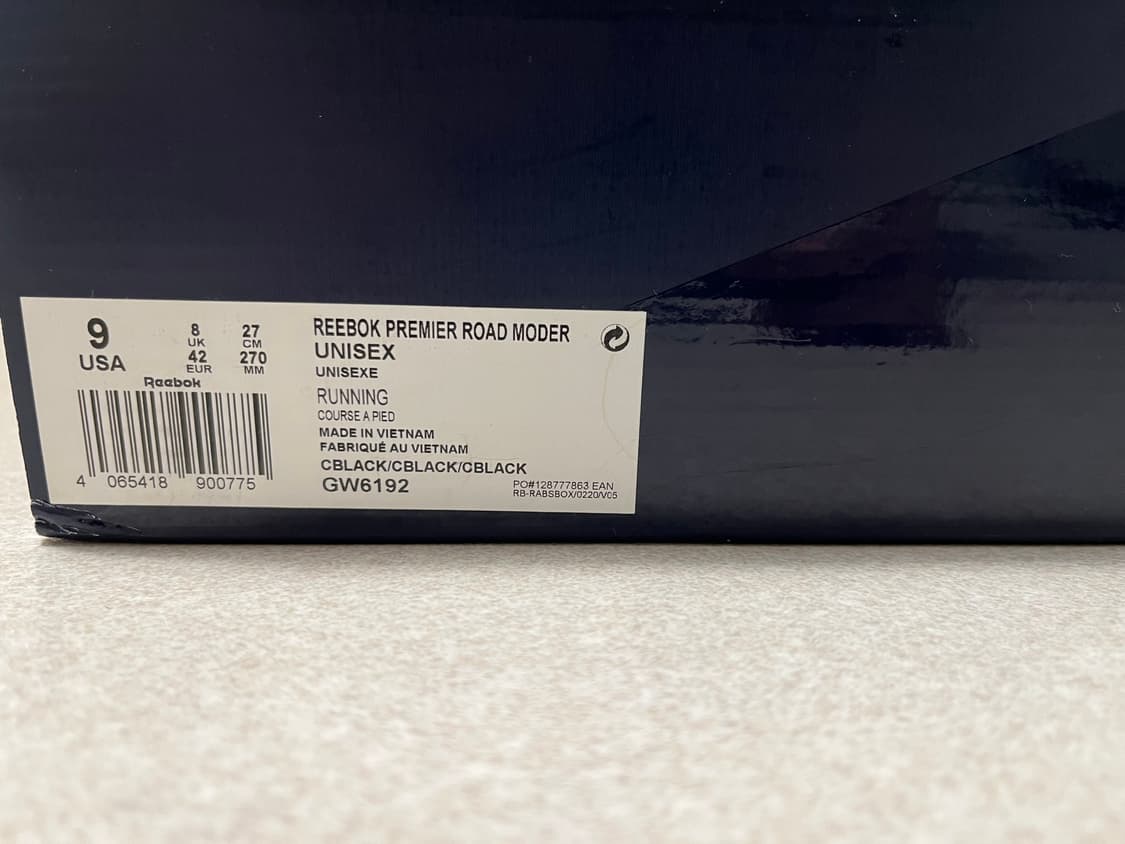 9
USA
8
UK
42
EUR
27
CM
270
MM
Reebok
4 065418 900775
REEBOK PREMIER ROAD MODER
UNISEX
UNISEXE
RUNNING
COURSE A PIED
MADE IN VIETNAM
FABRIQUÉ AU VIETNAM
CBLACK/CBLACK/CBLACK
GW6192
PO#128777863 EAN
RB-RABSBOX/0220/V05